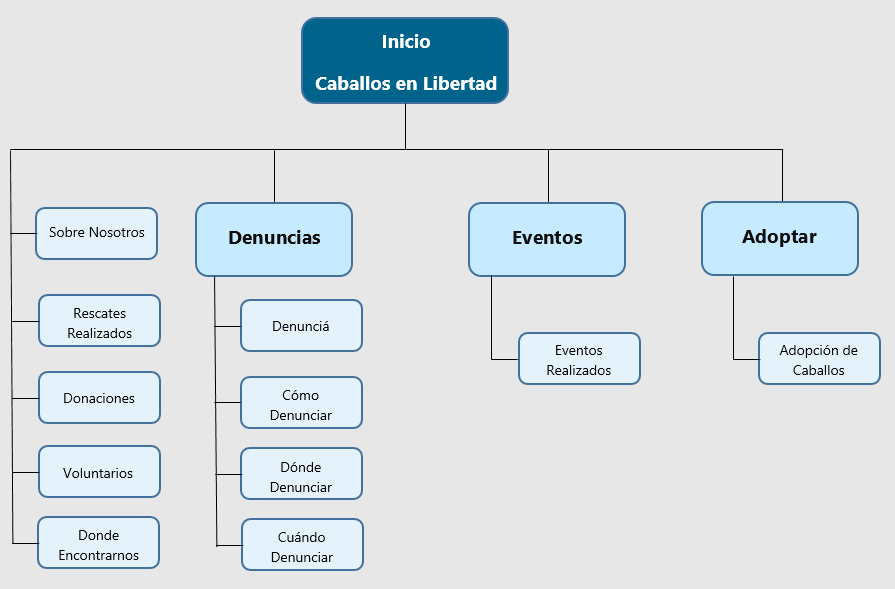 Inicio
Caballos en Libertad
Sobre Nosotros
Rescates
Realizados
Donaciones
Voluntarios
Donde
Encontrarnos
Denuncias
Denunciá
Cómo
Denunciar
Dónde
Denunciar
Cuándo
Denunciar
Eventos
Eventos
Realizados
Adoptar
Adopción de
Caballos